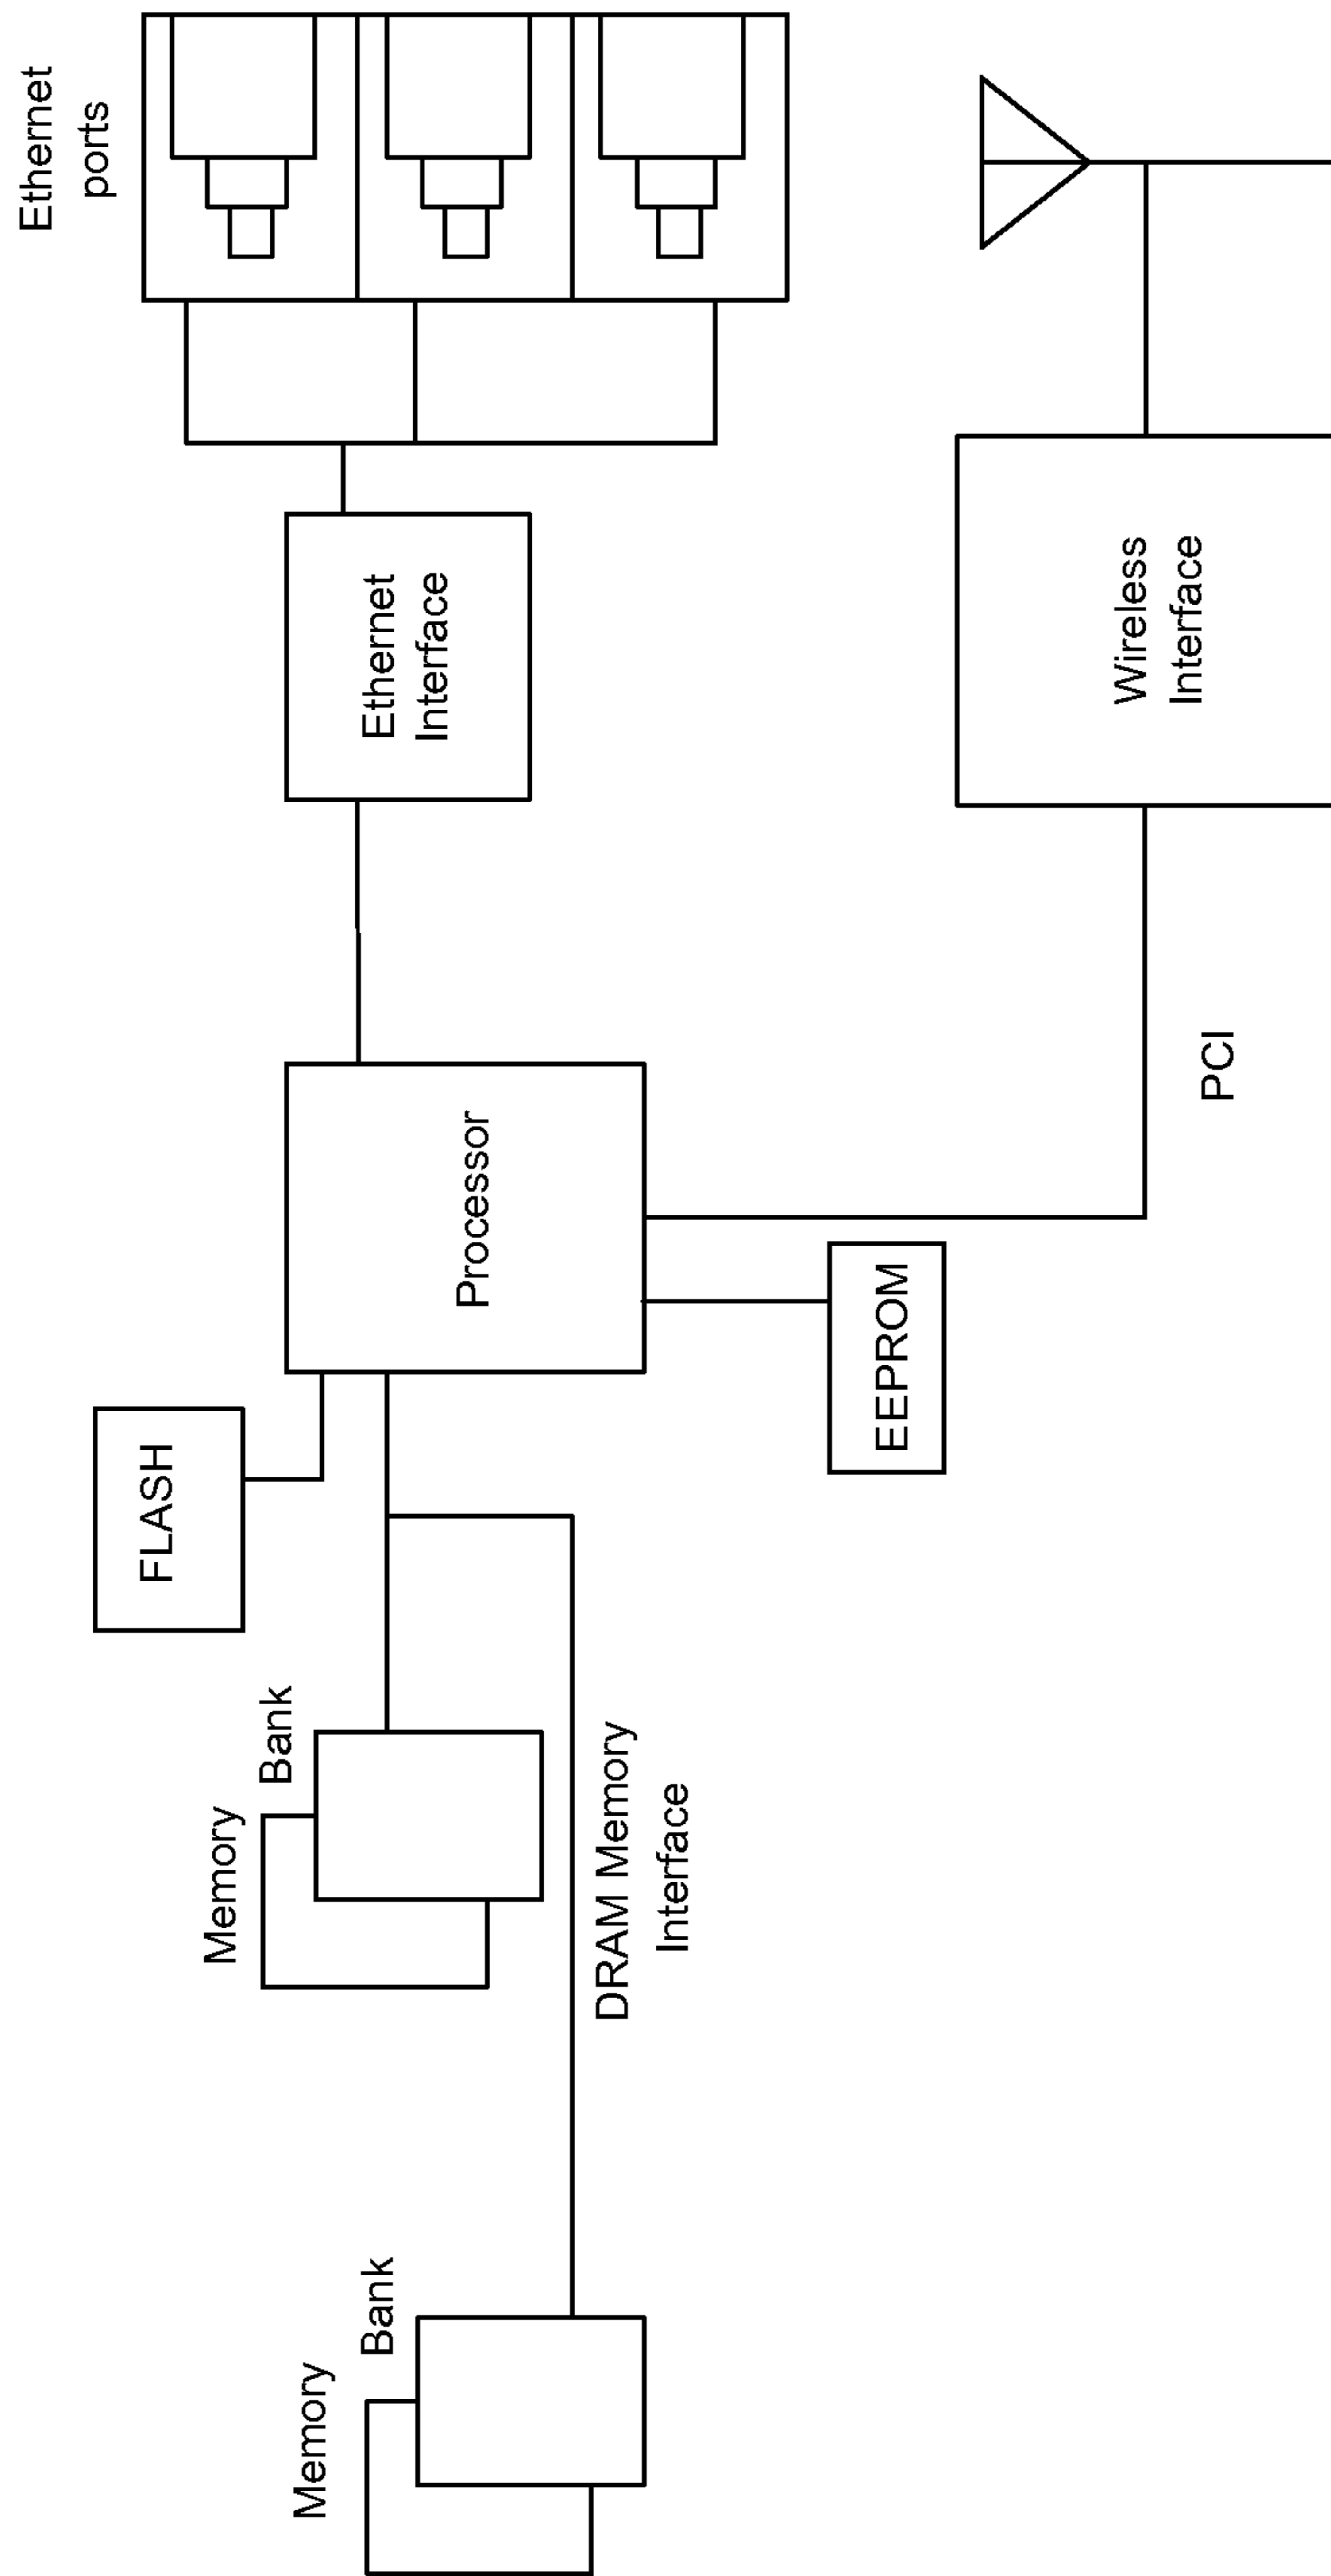 Memory
Bank
Memory
Bank
DRAM Memory
Interface
FLASH
Processor
EEPROM
PCI
Ethernet
Interface
Wireless
Interface
Ethernet
ports